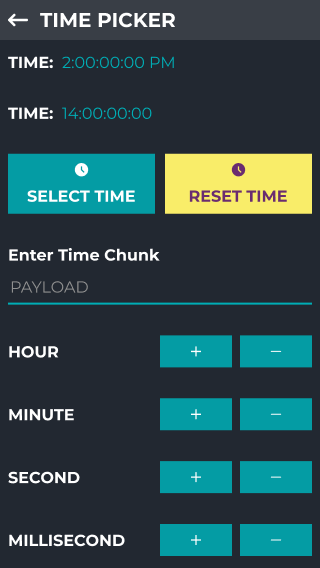 TIME PICKER
TIME: 2:00:00:00 PM
TIME: 14:00:00:00
SELECT TIME RESET TIME
Enter Time Chunk
PAYLOAD
HOUR + −
MINUTE + −
SECOND + −
MILLISECOND + −